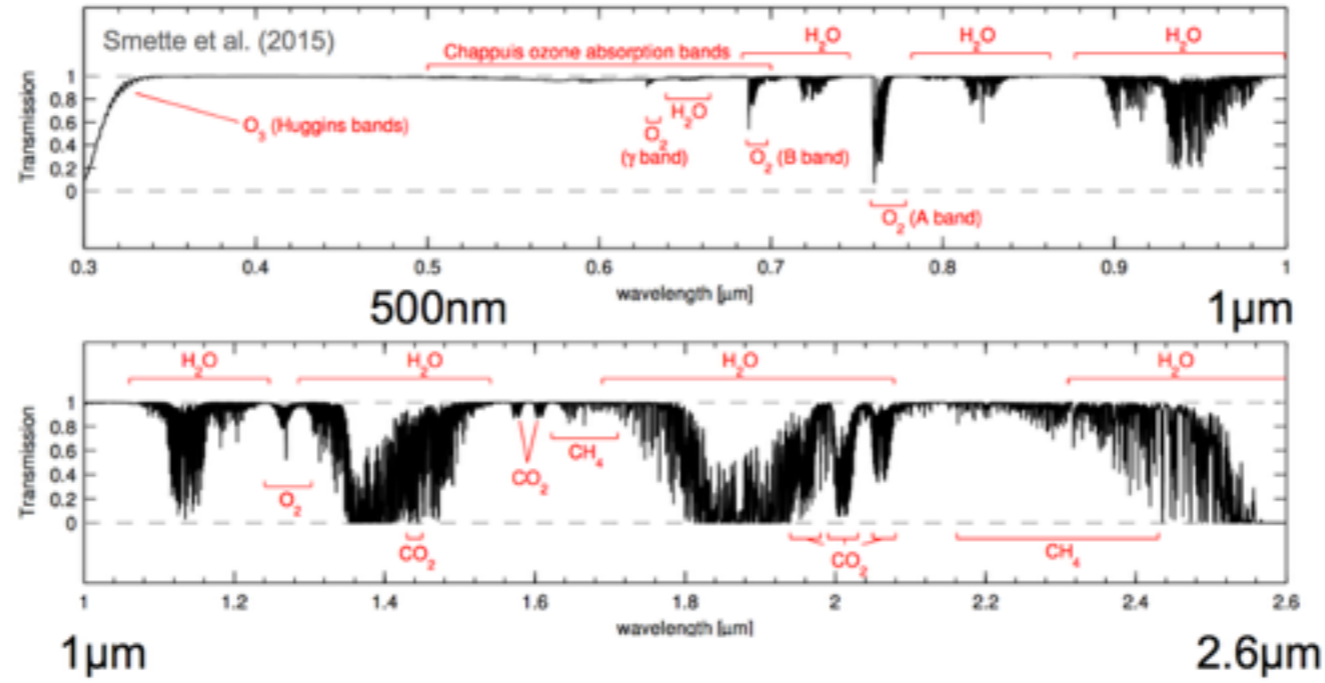 Smette et al. (2015)
Chappuis ozone absorption bands
H₂O
H₂O
H₂O
Transmission
1
0.8
0.6
0.4
0.2
0
O₃ (Huggins bands)
O₂
(γ band)
H₂O
O₂ (B band)
O₂ (A band)
0.3
0.4
0.5
0.6
0.7
0.8
0.9
1
wavelength [μm]
500nm
1μm
H₂O
H₂O
H₂O
H₂O
Transmission
1
0.8
0.6
0.4
0.2
0
O₂
CO₂
CO₂
CH₄
CO₂
CH₄
1
1.2
1.4
1.6
1.8
2
2.2
2.4
2.6
wavelength [μm]
1μm
2.6μm